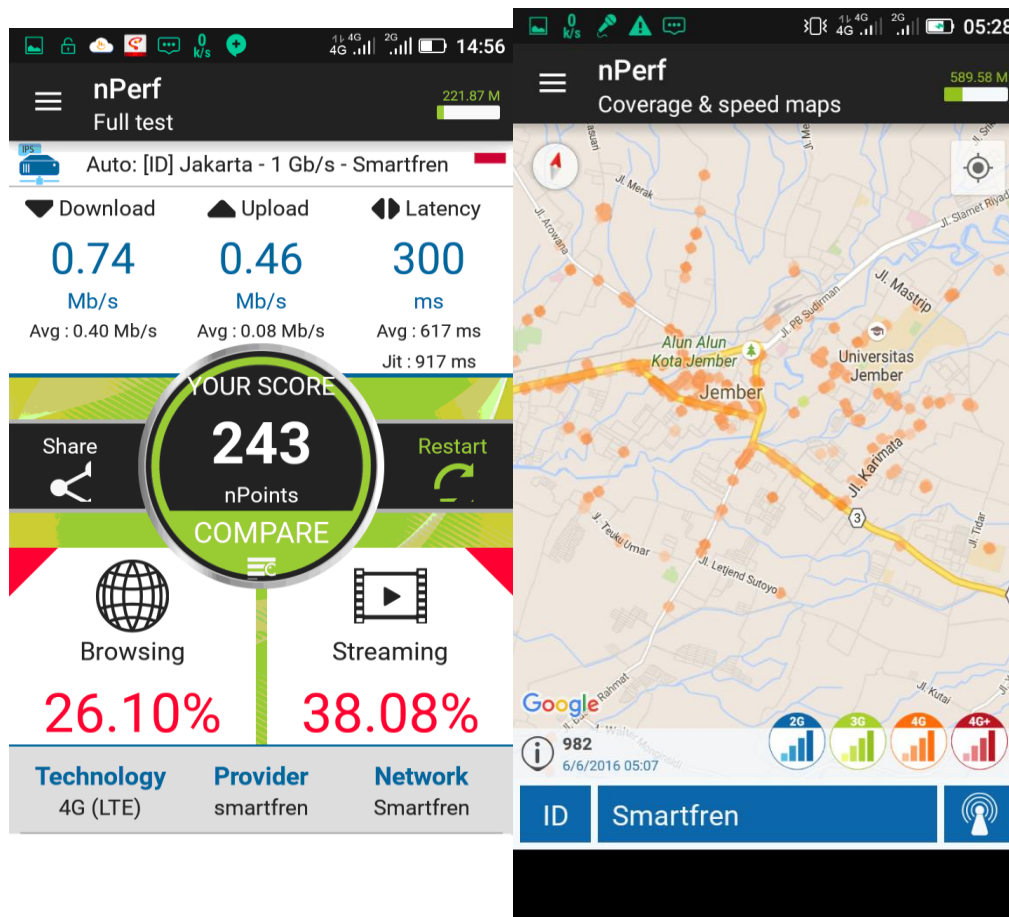 0
k/s
4G
4G
2G
14:56
nPerf
Full test
221.87 M
IPS
Auto: [ID] Jakarta - 1 Gb/s - Smartfren
Download
Upload
Latency
0.74
0.46
300
Mb/s
Mb/s
ms
Avg : 0.40 Mb/s
Avg : 0.08 Mb/s
Avg : 617 ms
Jit : 917 ms
YOUR SCORE
243
nPoints
COMPARE
Share
Restart
Browsing
Streaming
26.10%
38.08%
Technology
Provider
Network
4G (LTE)
smartfren
Smartfren
0
k/s
4G
4G
2G
05:28
nPerf
Coverage & speed maps
589.58 M
Jl. Merak
Jl. Arowana
Jl. Slamet Riyad
Jl. Mastrip
Jl. PB Sudirman
Alun Alun
Kota Jember
Universitas
Jember
Jember
Jl. Karimata
3
Jl. Tidar
Jl. Teuku Umar
Jl. Letjend Sutoyo
Jl. Kutai
Rahmat
Google
982
6/6/2016 05:07
2G
3G
4G
4G+
ID
Smartfren